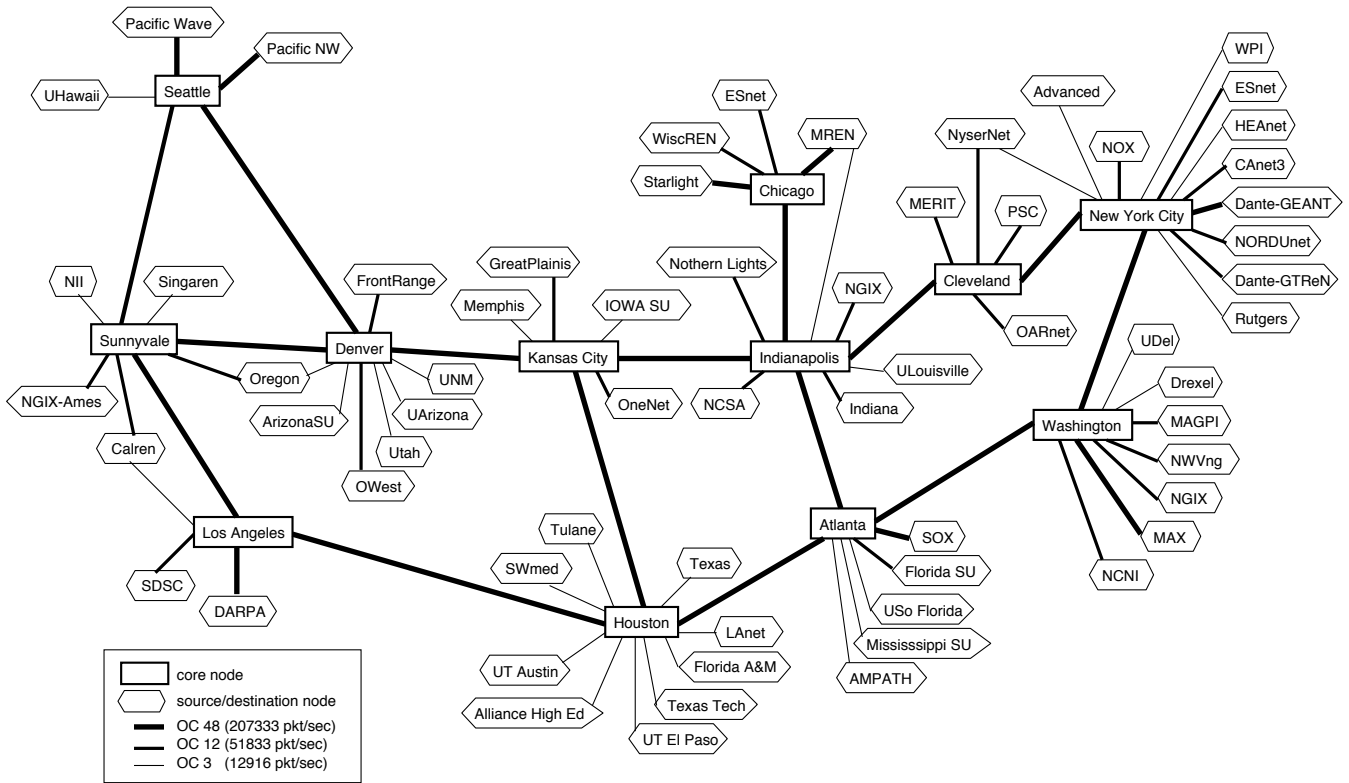 Pacific Wave
Pacific NW
UHawaii
Seattle
WPI
ESnet
Advanced
ESnet
MREN
NyserNet
HEAnet
WiscREN
NOX
CAnet3
Starlight
Chicago
MERIT
PSC
New York City
Dante-GEANT
NORDUnet
GreatPlainis
Nothern Lights
NII
Singaren
FrontRange
NGIX
Cleveland
Dante-GTReN
Memphis
IOWA SU
OARnet
Rutgers
Sunnyvale
Denver
Kansas City
Indianapolis
UDel
ULouisville
Oregon
UNM
Drexel
NGIX-Ames
ArizonaSU
UArizona
OneNet
NCSA
Indiana
Washington
MAGPI
Calren
Utah
NWVng
OWest
NGIX
Los Angeles
Tulane
Atlanta
SOX
MAX
SWmed
Texas
Florida SU
NCNI
SDSC
DARPA
USo Florida
Houston
LAnet
Mississsippi SU
UT Austin
Florida A&M
AMPATH
Alliance High Ed
Texas Tech
UT El Paso
core node
source/destination node
OC 48 (207333 pkt/sec)
OC 12 (51833 pkt/sec)
OC 3 (12916 pkt/sec)